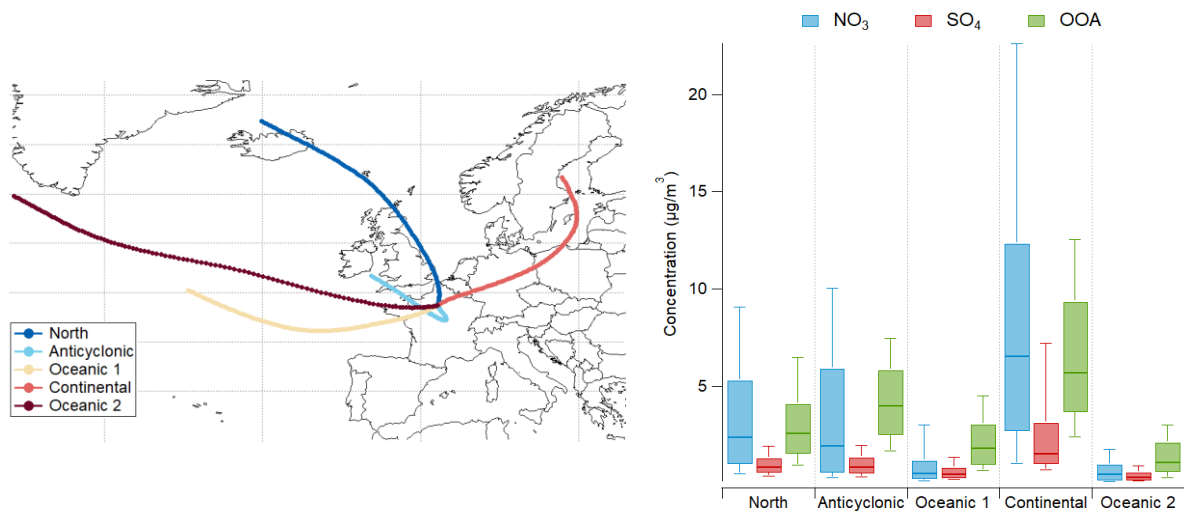 North
Anticyclonic
Oceanic 1
Continental
Oceanic 2
NO₃ SO₄ OOA
Concentration (µg/m³)
20
15
10
5
North Anticyclonic Oceanic 1 Continental Oceanic 2